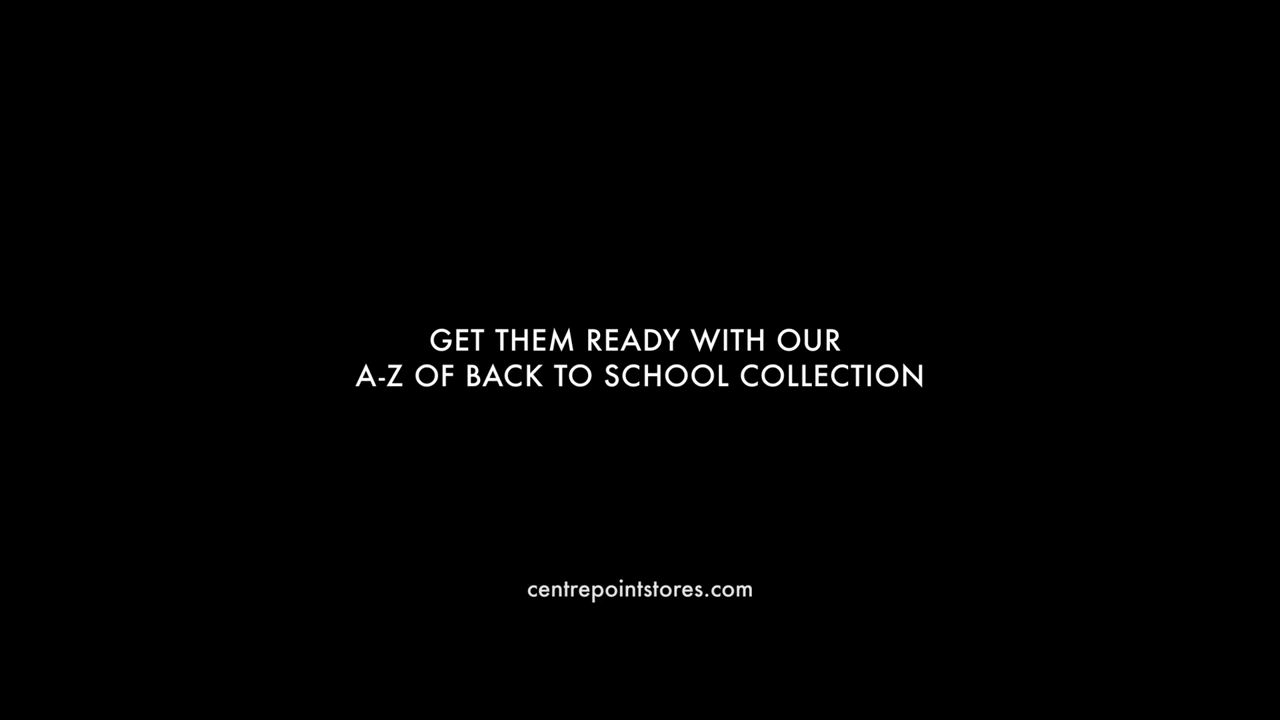 GET THEM READY WITH OUR
A-Z OF BACK TO SCHOOL COLLECTION
centrepointstores.com